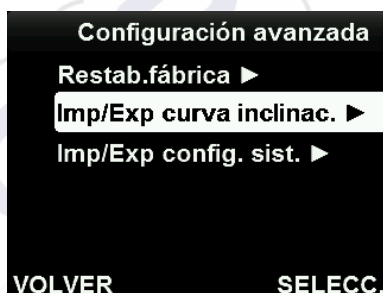 Configuración avanzada
Restab.fábrica ►
Imp/Exp curva inclinac. ►
Imp/Exp config. sist. ►
VOLVER SELECC.